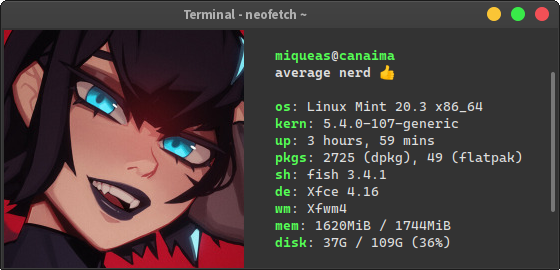 Terminal - neofetch ~
miqueas@canaima
average nerd 👍
os: Linux Mint 20.3 x86_64
kern: 5.4.0-107-generic
up: 3 hours, 59 mins
pkgs: 2725 (dpkg), 49 (flatpak)
sh: fish 3.4.1
de: Xfce 4.16
wm: Xfwm4
mem: 1620MiB / 1744MiB
disk: 37G / 109G (36%)